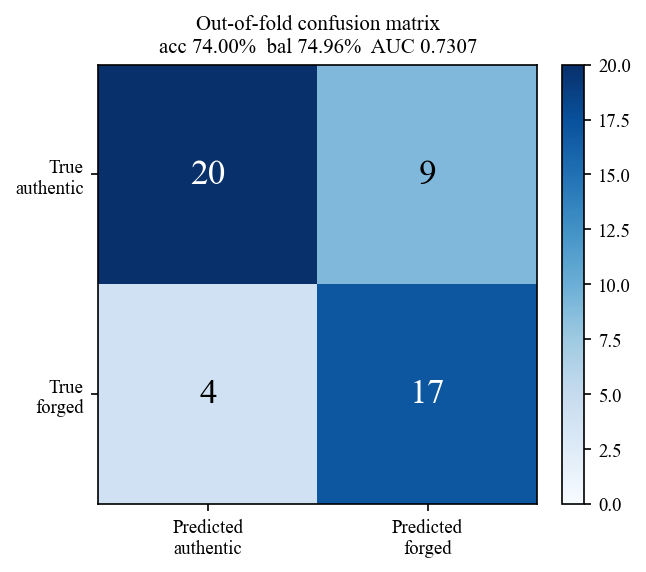 Out-of-fold confusion matrix
acc 74.00%  bal 74.96%  AUC 0.7307
True
authentic
20
9
True
forged
4
17
Predicted
authentic
Predicted
forged
20.0
17.5
15.0
12.5
10.0
7.5
5.0
2.5
0.0